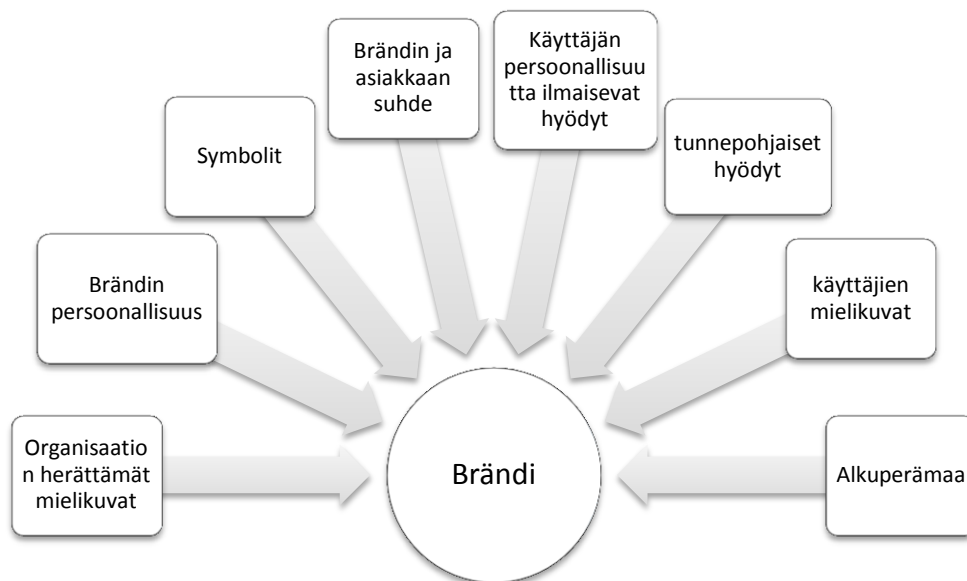 Organisaatio
n herättämät
mielikuvat
Brändin
persoonallisuus
Symbolit
Brändin ja
asiakkaan
suhde
Käyttäjän
persoonallisuu
tta ilmaisevat
hyödyt
tunnepohjaiset
hyödyt
käyttäjien
mielikuvat
Alkuperämaa
Brändi